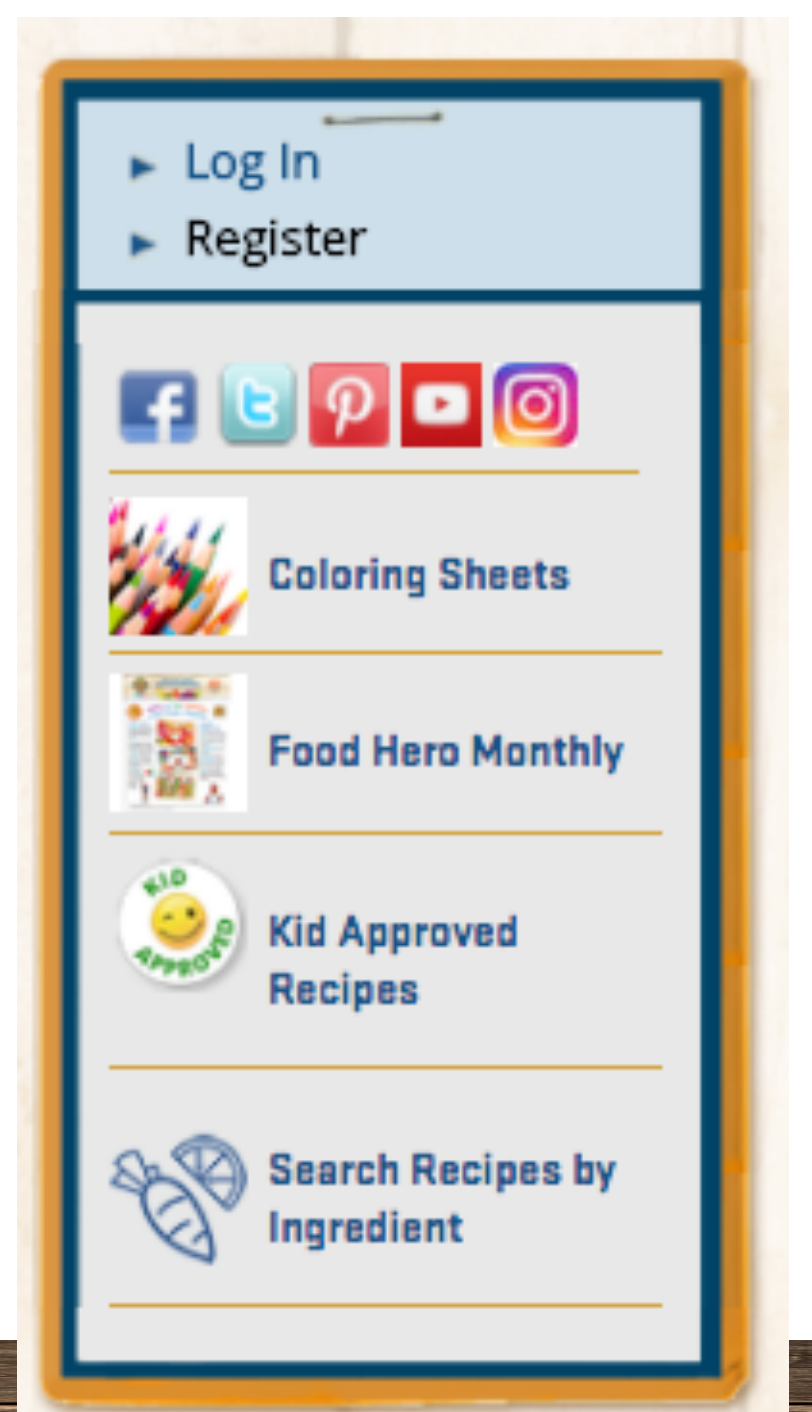 Log In
Register
Coloring Sheets
Food Hero Monthly
KID
APPROVED
Kid Approved
Recipes
Search Recipes by
Ingredient